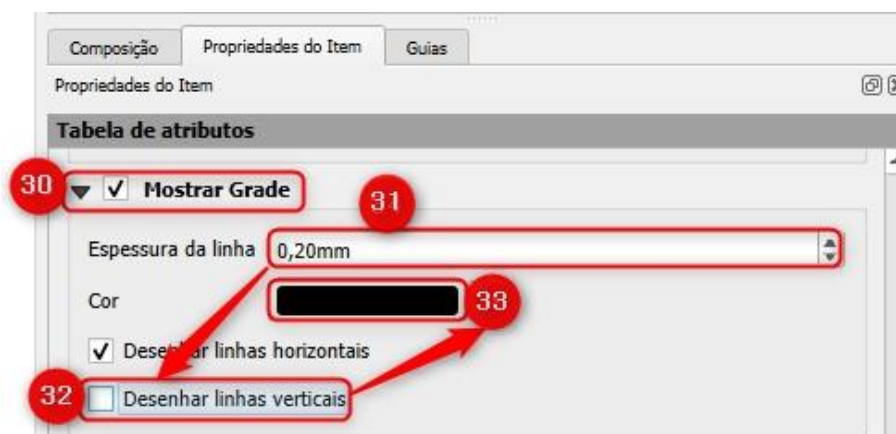 Composição Propriedades do Item Guias
Propriedades do Item
Tabela de atributos
30 Mostrar Grade
31
Espessura da linha 0,20mm
Cor 33
Desenhar linhas horizontais
32 Desenhar linhas verticais